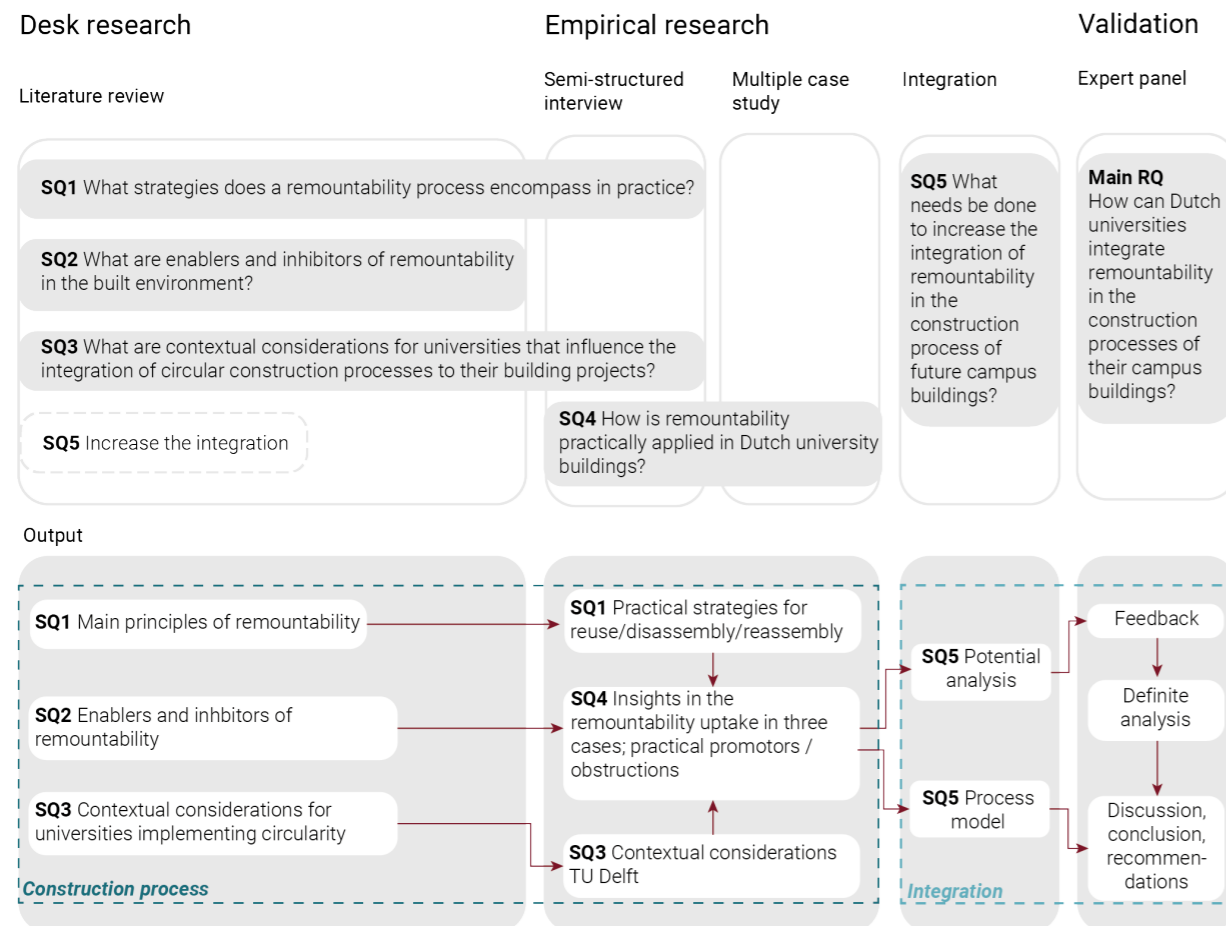 Desk research
Empirical research
Validation
Literature review
Semi-structured
interview
Multiple case
study
Integration
Expert panel
SQ1 What strategies does a remountability process encompass in practice?
SQ2 What are enablers and inhibitors of remountability
in the built environment?
SQ3 What are contextual considerations for universities that influence the
integration of circular construction processes to their building projects?
SQ5 Increase the integration
SQ4 How is remountability
practically applied in Dutch university
buildings?
SQ5 What
needs be done
to increase the
integration of
remountability
in the
construction
process of
future campus
buildings?
Main RQ
How can Dutch
universities
integrate
remountability
in the
construction
processes of
their campus
buildings?
Output
SQ1 Main principles of remountability
SQ2 Enablers and inhbitors of
remountability
SQ3 Contextual considerations for
universities implementing circularity
Construction process
SQ1 Practical strategies for
reuse/disassembly/reassembly
SQ4 Insights in the
remountability uptake in three
cases; practical promotors /
obstructions
SQ3 Contextual considerations
TU Delft
SQ5 Potential
analysis
SQ5 Process
model
Integration
Feedback
Definite
analysis
Discussion,
conclusion,
recommen-
dations